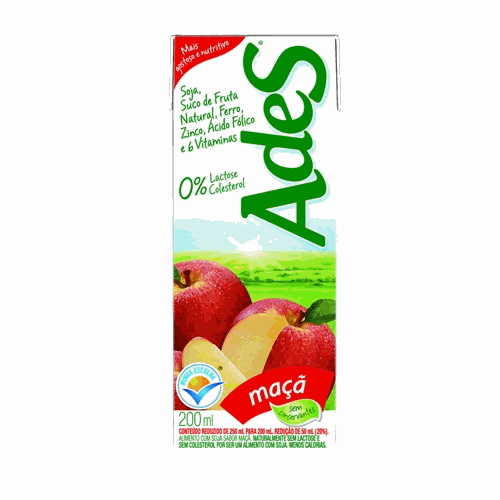 Mais
gostoso e nutritivo
AdeS®
Soja,
Suco de Fruta
Natural, Ferro,
Zinco, Ácido Fólico
e 6 Vitaminas
0% Lactose
Colesterol
MINHA ESCOLHA
maçã
Sem
conservantes
200 ml
CONTEÚDO REDUZIDO DE 250 mL PARA 200 mL. REDUÇÃO DE 50 mL (20%).
ALIMENTO COM SOJA SABOR MAÇÃ. NATURALMENTE SEM LACTOSE E
SEM COLESTEROL POR SER UM ALIMENTO COM SOJA. MENOS CALORIAS.